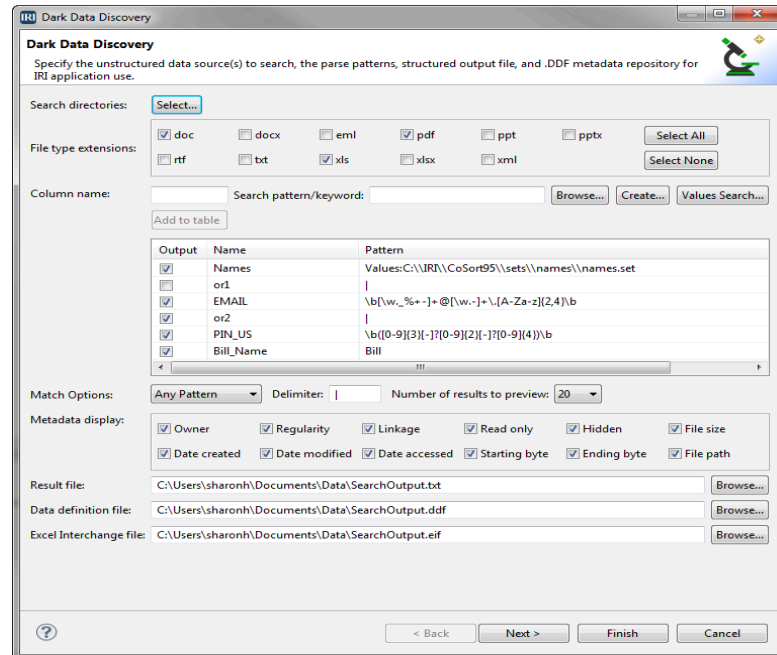 IRI Dark Data Discovery
Dark Data Discovery
Specify the unstructured data source(s) to search, the parse patterns, structured output file, and .DDF metadata repository for
IRI application use.
Search directories: Select...
File type extensions: doc docx eml pdf ppt pptx Select All
rtf txt xls xlsx xml Select None
Column name: Search pattern/keyword: Browse... Create... Values Search...
Add to table
Output Name Pattern
Names Values:C:\\IRI\\CoSort95\\sets\\names\\names.set
or1 |
EMAIL \b[\w._%+-]+@[\w.-]+\.[A-Za-z]{2,4}\b
or2 |
PIN_US \b([0-9]{3}[-]?[0-9]{2}[-]?[0-9]{4})\b
Bill_Name Bill
Match Options: Any Pattern Delimiter: | Number of results to preview: 20
Metadata display: Owner Regularity Linkage Read only Hidden File size
Date created Date modified Date accessed Starting byte Ending byte File path
Result file: C:\Users\sharonh\Documents\Data\SearchOutput.txt Browse...
Data definition file: C:\Users\sharonh\Documents\Data\SearchOutput.ddf Browse...
Excel Interchange file: C:\Users\sharonh\Documents\Data\SearchOutput.eif Browse...
? < Back Next > Finish Cancel